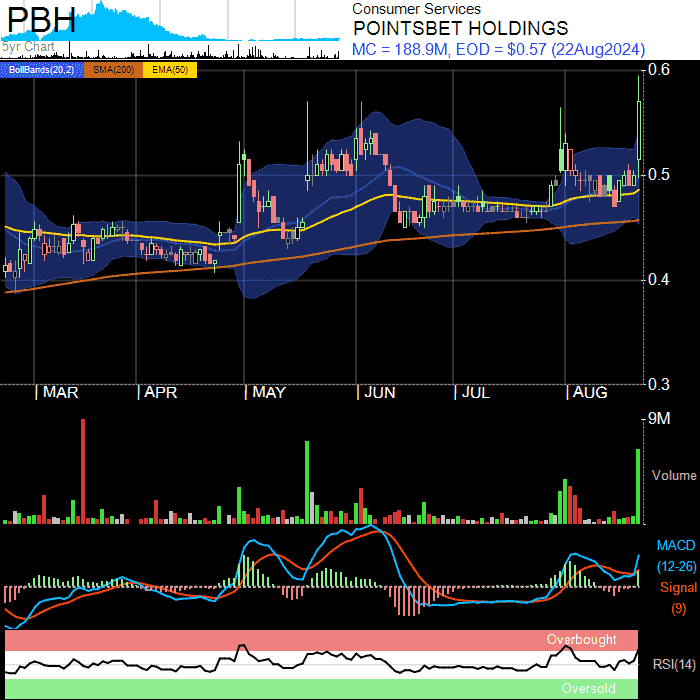 PBH
Consumer Services
POINTSBET HOLDINGS
5yr Chart
MC = 188.9M, EOD = $0.57 (22Aug2024)
BollBands(20,2) SMA(200) EMA(50)
0.6
0.5
0.4
0.3
| MAR | APR | MAY | JUN | JUL | AUG
9M
Volume
MACD
(12-26)
Signal
(9)
Overbought
RSI(14)
Oversold